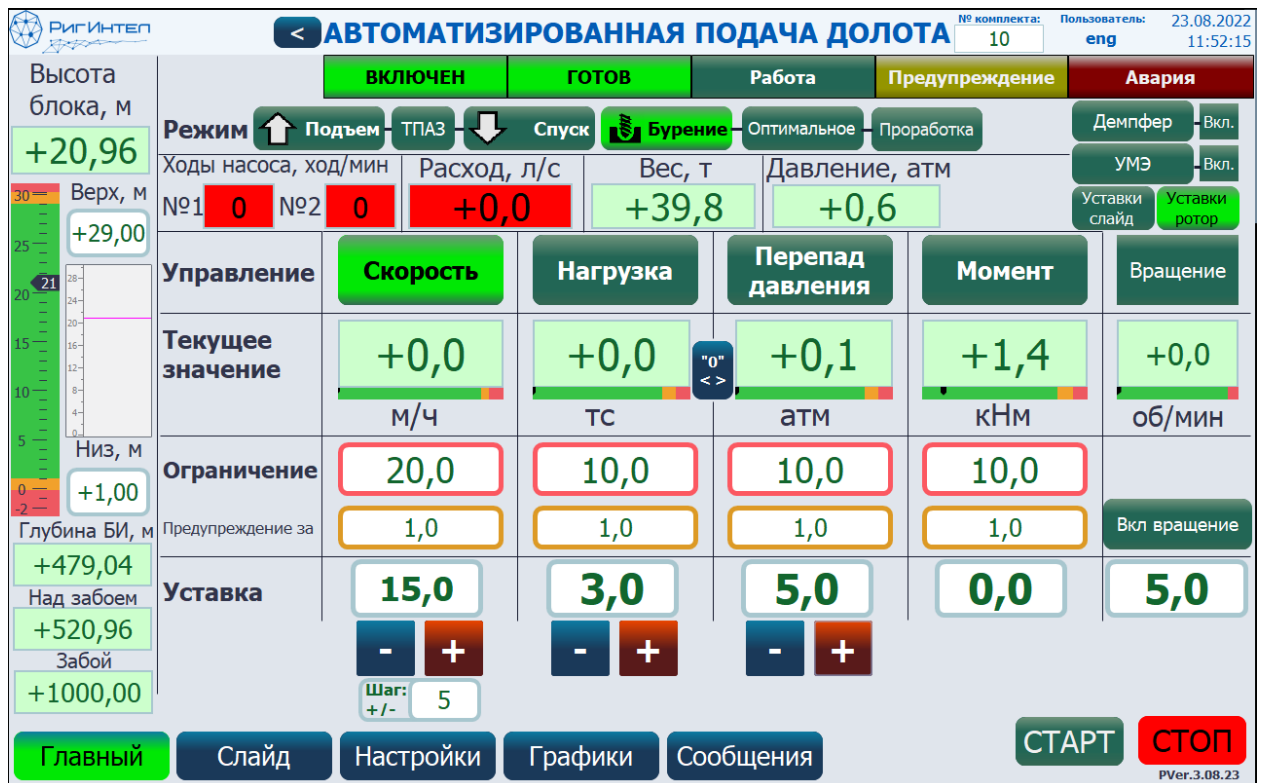 РигИнтел
<
АВТОМАТИЗИРОВАННАЯ ПОДАЧА ДОЛОТА
№ комплекта:
10
Пользователь:
eng
23.08.2022
11:52:15
Высота
блока, м
+20,96
ВКЛЮЧЕН
ГОТОВ
Работа
Предупреждение
Авария
Режим
Подъем
ТПАЗ
Спуск
Бурение
Оптимальное
Проработка
Демпфер
Вкл.
УМЭ
Вкл.
Уставки
слайд
Уставки
ротор
Ходы насоса, ход/мин
№1
0
№2
0
Расход, л/с
+0,0
Вес, т
+39,8
Давление, атм
+0,6
30
25
20
15
10
5
0
-2
21
Верх, м
+29,00
28
24
20
16
12
8
4
0
Низ, м
+1,00
Глубина БИ, м
+479,04
Над забоем
+520,96
Забой
+1000,00
Управление
Скорость
Нагрузка
Перепад
давления
Момент
Вращение
Текущее
значение
+0,0
м/ч
+0,0
тс
"0"
< >
+0,1
атм
+1,4
кНм
+0,0
об/мин
Ограничение
20,0
10,0
10,0
10,0
Предупреждение за
1,0
1,0
1,0
1,0
Вкл вращение
Уставка
15,0
3,0
5,0
0,0
5,0
- +
- +
- +
Шаг:
+/-
5
Главный
Слайд
Настройки
Графики
Сообщения
СТАРТ
СТОП
PVer.3.08.23